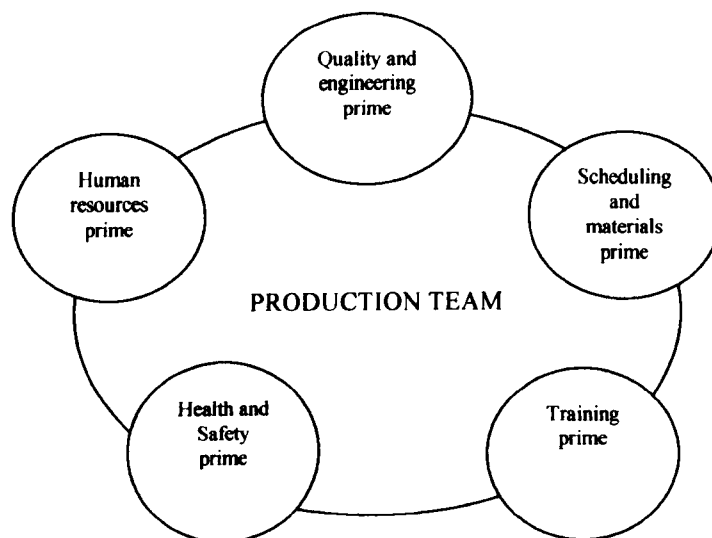 Quality and
engineering
prime
Human
resources
prime
Scheduling
and
materials
prime
PRODUCTION TEAM
Health and
Safety
prime
Training
prime